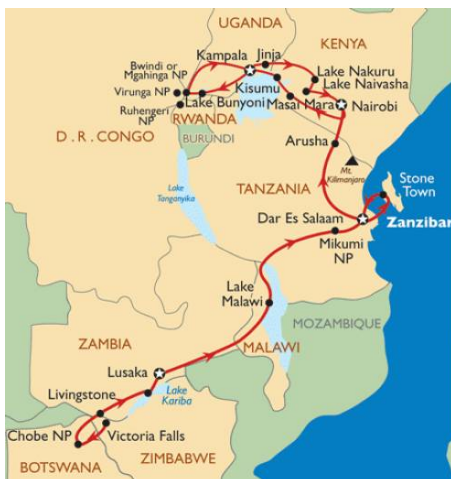 UGANDA
Kampala
Jinja
KENYA
Bwindi or
Mgahinga NP
Kisumu
Lake Nakuru
Lake Naivasha
Virunga NP
Lake Bunyoni
Masai Mara
Nairobi
Ruhengeri
NP
RWANDA
D.R.CONGO
BURUNDI
Arusha
Mt.
Kilimanjaro
Stone
Town
Lake
Tanganyika
TANZANIA
Dar Es Salaam
Zanzibar
Mikumi
NP
Lake
Malawi
MOZAMBIQUE
ZAMBIA
MALAWI
Lusaka
Lake
Kariba
Livingstone
Chobe NP
Victoria Falls
BOTSWANA
ZIMBABWE